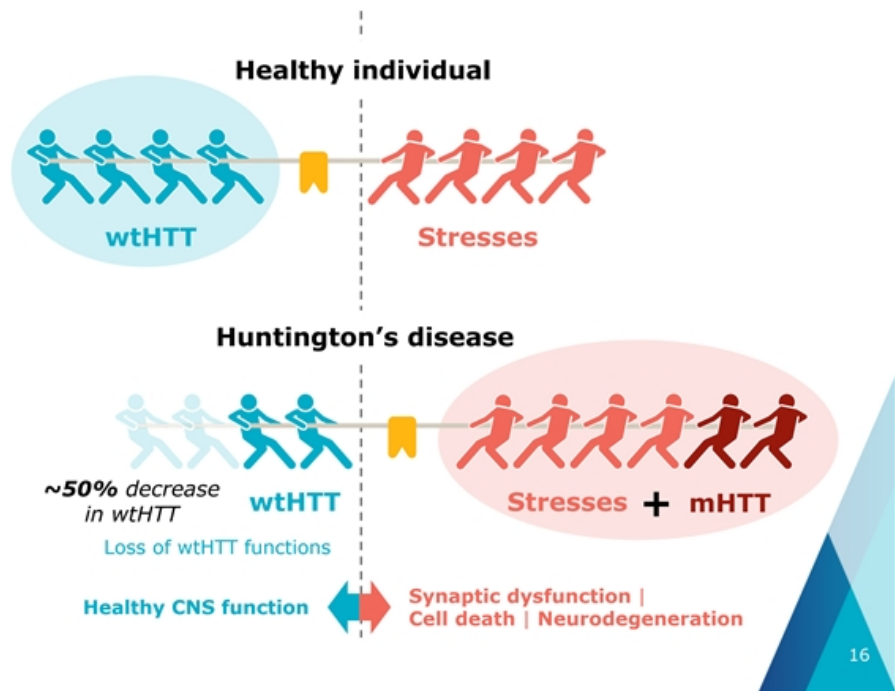 Healthy individual
wtHTT
Stresses
Huntington’s disease
~50% decrease
in wtHTT
wtHTT
Stresses + mHTT
Loss of wtHTT functions
Healthy CNS function
Synaptic dysfunction |
Cell death | Neurodegeneration
16